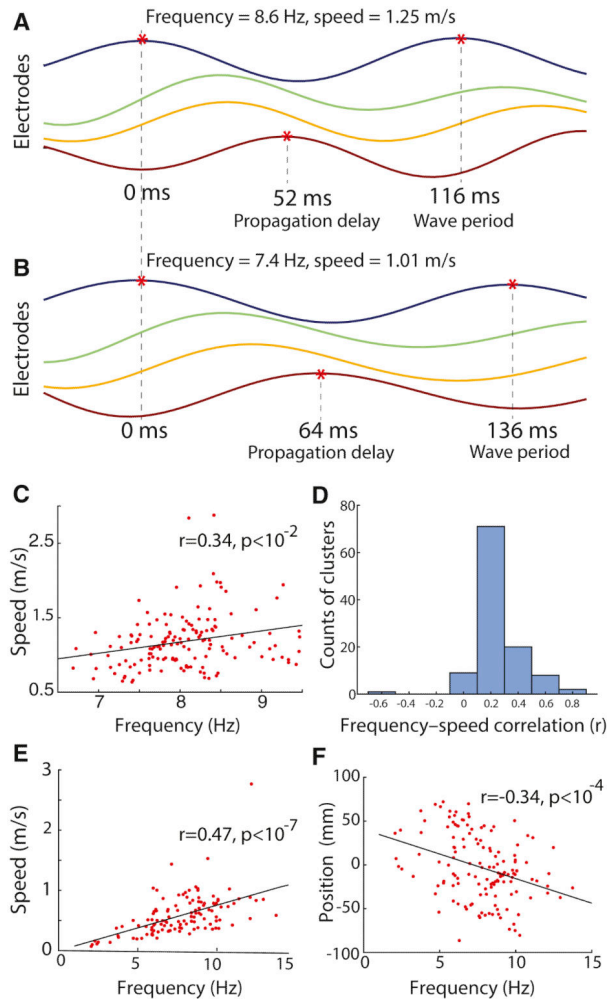 A
Frequency = 8.6 Hz, speed = 1.25 m/s
Electrodes
0 ms
52 ms
116 ms
Propagation delay
Wave period
B
Frequency = 7.4 Hz, speed = 1.01 m/s
Electrodes
0 ms
64 ms
136 ms
Propagation delay
Wave period
C
r=0.34, p<10-2
Speed (m/s)
2.5
1.5
0.5
7 8 9
Frequency (Hz)
D
Counts of clusters
80
60
40
20
0
-0.6 -0.4 0 0.2 0.4 0.6 0.8
Frequency–speed correlation (r)
E
r=0.47, p<10-7
Speed (m/s)
3
2
1
0
0 5 10 15
Frequency (Hz)
F
r=-0.34, p<10-4
Position (mm)
100
50
0
-50
-100
0 5 10 15
Frequency (Hz)